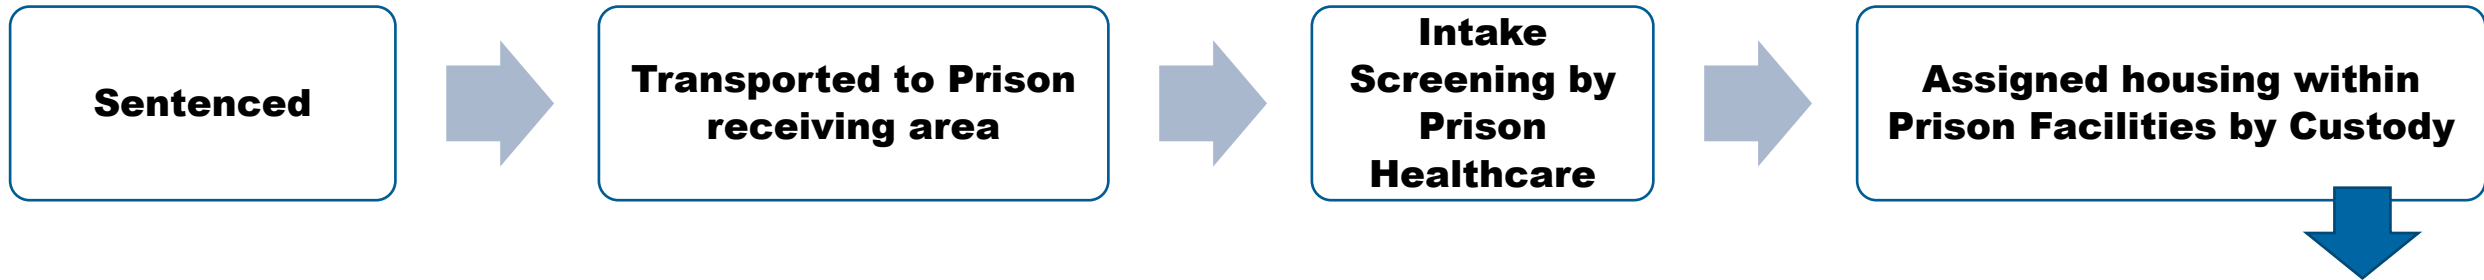 Sentenced
Transported to Prison
receiving area
Intake
Screening by
Prison
Healthcare
Assigned housing within
Prison Facilities by Custody